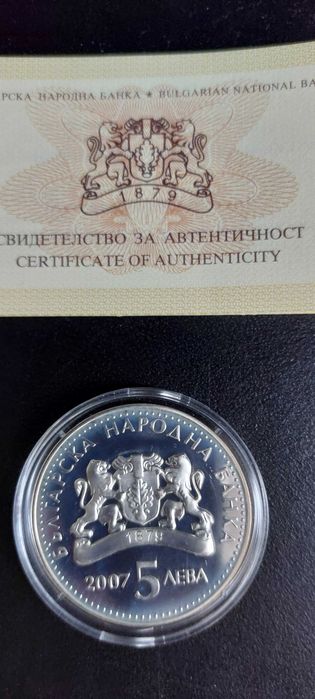 РСКА НАРОДНА БАНКА ★ BULGARIAN NATIONAL BA
1879
СВИДЕТЕЛСТВО ЗА АВТЕНТИЧНОСТ
CERTIFICATE OF AUTHENTICITY
БЪЛГАРСКА НАРОДНА БАНКА
1879
2007 5 ЛЕВА